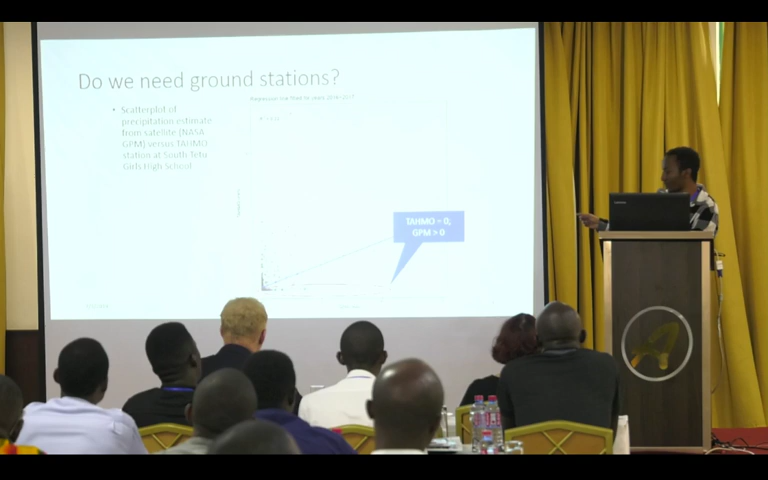 Do we need ground stations?
• Scatterplot of
precipitation estimate
from satellite (NASA
GPM) versus TAHMO
station at South Tetu
Girls High School
TAHMO = 0,
GPM > 0